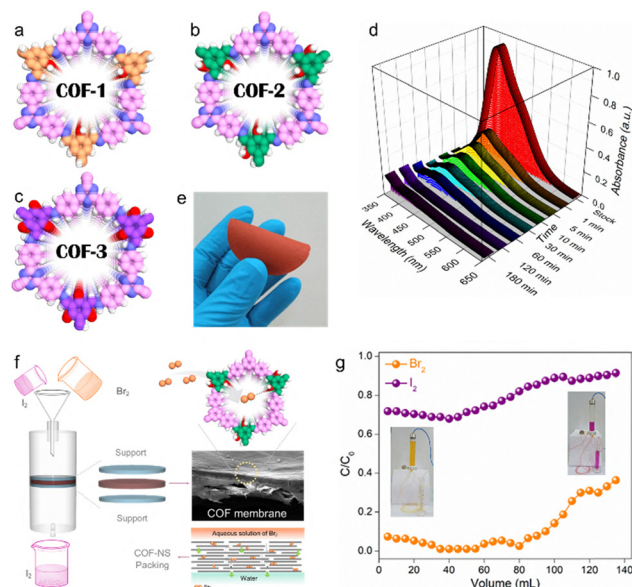 a
COF-1
b
COF-2
c
COF-3
d
1.0
0.8
0.6
0.4
0.2
0.0
Absorbance (a.u.)
350
400
450
500
550
600
650
Wavelength (nm)
Stock
1 min
5 min
10 min
30 min
60 min
120 min
180 min
Time
e
f
I₂
Br₂
Support
Support
I₂
COF membrane
COF-NS
Packing
Aqueous solution of Br₂
Water
g
Br₂
I₂
C/C₀
1.0
0.8
0.6
0.4
0.2
0.0
0
20
40
60
80
100
120
140
Volume (mL)